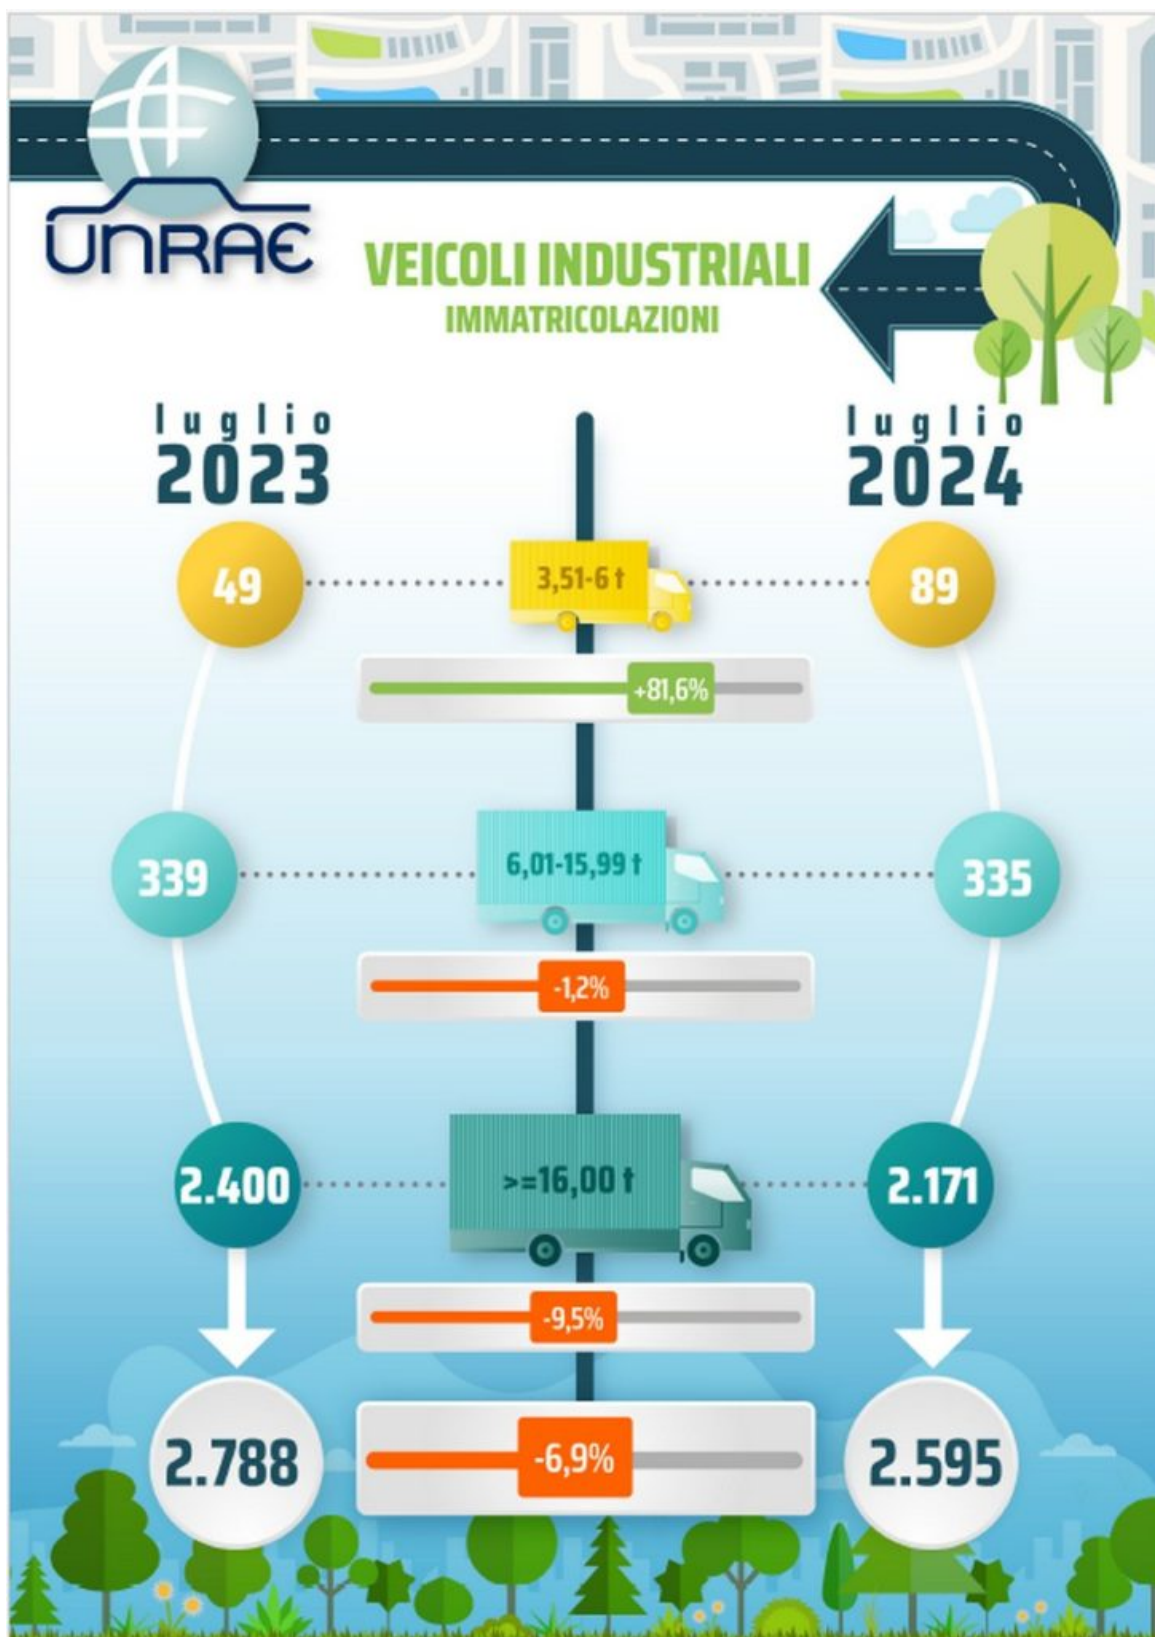 UNRAE
VEICOLI INDUSTRIALI
IMMATRICOLAZIONI
luglio
2023
luglio
2024
49
3,51-6 t
89
+81,6%
339
6,01-15,99 t
335
-1,2%
2.400
>=16,00 t
2.171
-9,5%
2.788
-6,9%
2.595